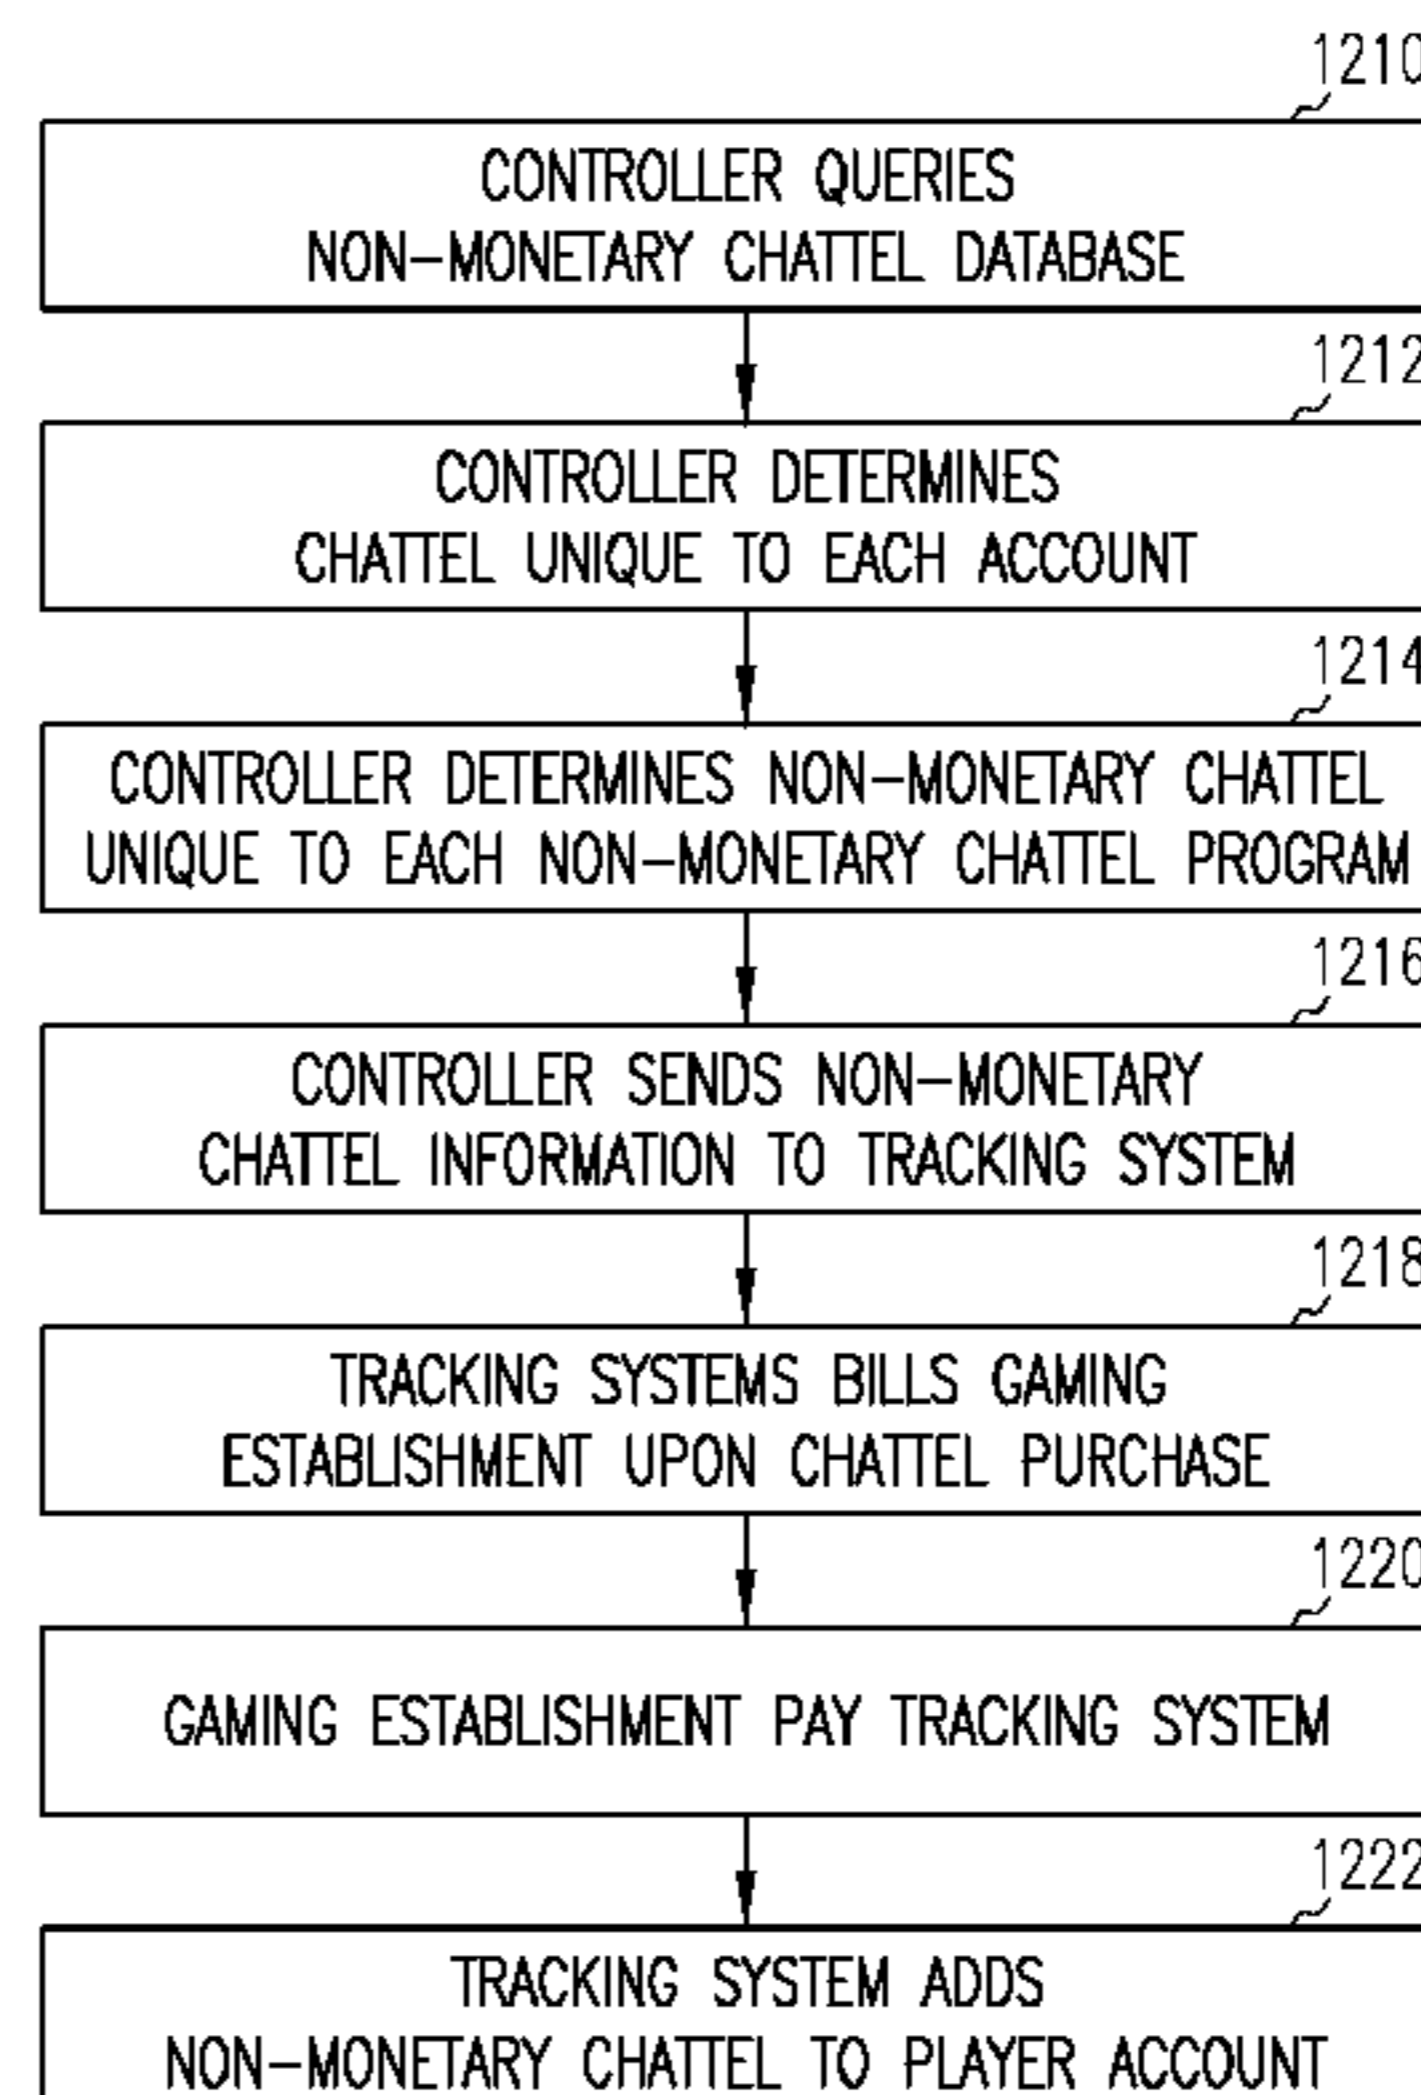 1210
CONTROLLER QUERIES
NON-MONETARY CHATTEL DATABASE
1212
CONTROLLER DETERMINES
CHATTEL UNIQUE TO EACH ACCOUNT
1214
CONTROLLER DETERMINES NON-MONETARY CHATTEL
UNIQUE TO EACH NON-MONETARY CHATTEL PROGRAM
1216
CONTROLLER SENDS NON-MONETARY
CHATTEL INFORMATION TO TRACKING SYSTEM
1218
TRACKING SYSTEMS BILLS GAMING
ESTABLISHMENT UPON CHATTEL PURCHASE
1220
GAMING ESTABLISHMENT PAY TRACKING SYSTEM
1222
TRACKING SYSTEM ADDS
NON-MONETARY CHATTEL TO PLAYER ACCOUNT